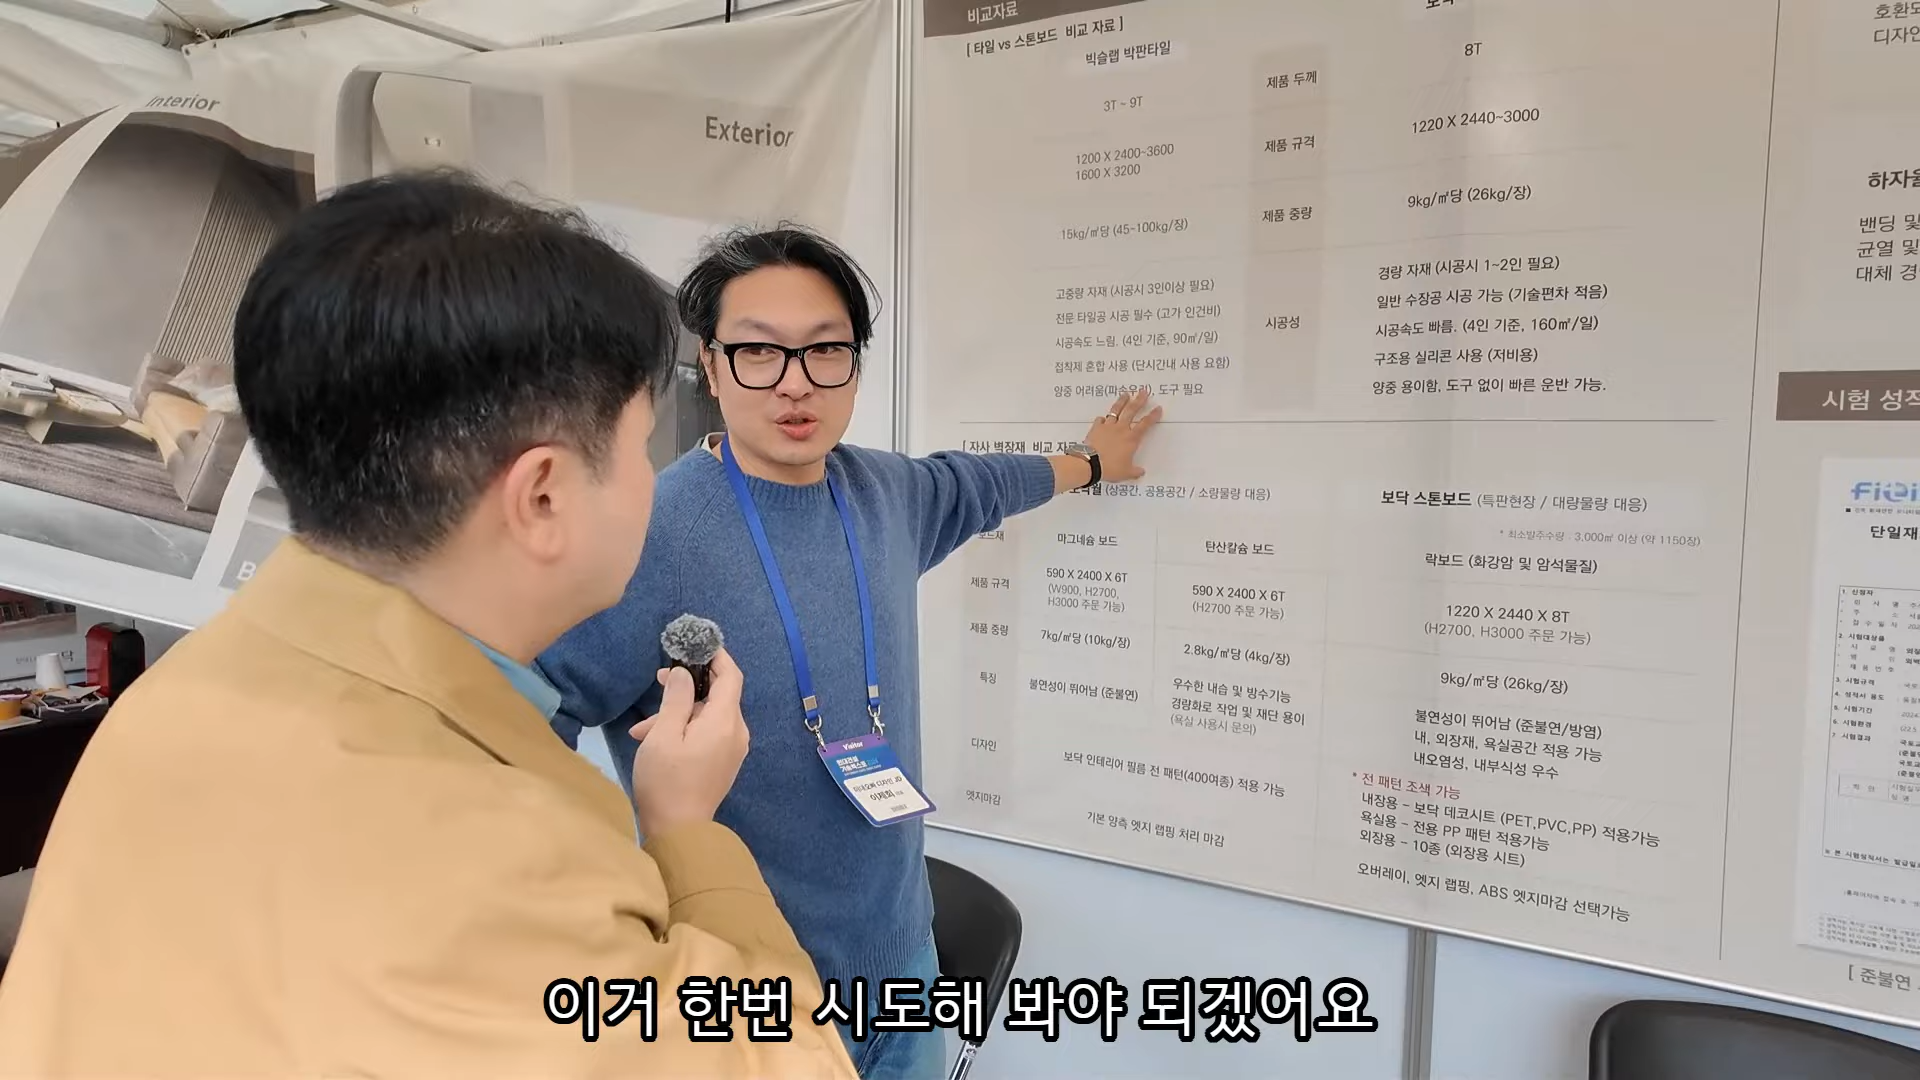 Interior
Exterior
비교자료
[ 타일 vs 스톤보드 비교 자료 ]
빅슬랩 박판타일
3T ~ 9T
제품 두께
8T
1200 X 2400~3600
1600 X 3200
제품 규격
1220 X 2440~3000
15kg/㎡당 (45~100kg/장)
제품 중량
9kg/㎡당 (26kg/장)
고중량 자재 (시공시 3인이상 필요)
전문 타일공 시공 필수 (고가 인건비)
시공속도 느림. (4인 기준, 90㎡/일)
접착제 혼합 사용 (단시간내 사용 요함)
양중 어려움(파손우려), 도구 필요
시공성
경량 자재 (시공시 1~2인 필요)
일반 수장공 시공 가능 (기술편차 적음)
시공속도 빠름. (4인 기준, 160㎡/일)
구조용 실리콘 사용 (저비용)
양중 용이함, 도구 없이 빠른 운반 가능.
[ 자사 벽장재 비교 자료
(상공간, 공용공간 / 소량물량 대응)
보닥 스톤보드 (특판현장 / 대량물량 대응)
* 최소발주수량 : 3,000㎡ 이상 (약 1150장)
보드재
마그네슘 보드
탄산칼슘 보드
락보드 (화강암 및 암석물질)
제품 규격
590 X 2400 X 6T
(W900, H2700,
H3000 주문 가능)
590 X 2400 X 6T
(H2700 주문 가능)
1220 X 2440 X 8T
(H2700, H3000 주문 가능)
제품 중량
7kg/㎡당 (10kg/장)
2.8kg/㎡당 (4kg/장)
9kg/㎡당 (26kg/장)
특징
불연성이 뛰어남 (준불연)
우수한 내습 및 방수기능
경량화로 작업 및 재단 용이
(욕실 사용시 문의)
불연성이 뛰어남 (준불연/방염)
내, 외장재, 욕실공간 적용 가능
내오염성, 내부식성 우수
디자인
보닥 인테리어 필름 전 패턴(400여종) 적용 가능
* 전 패턴 조색 가능
내장용 – 보닥 데코시트 (PET,PVC,PP) 적용가능
욕실용 – 전용 PP 패턴 적용가능
외장용 – 10종 (외장용 시트)
엣지마감
기본 양측 엣지 랩핑 처리 마감
오버레이, 엣지 랩핑, ABS 엣지마감 선택가능
디자인
밴딩 및
균열 및
시험 성적
단일재
[ 준불연
Visitor
이거 한번 시도해 봐야 되겠어요